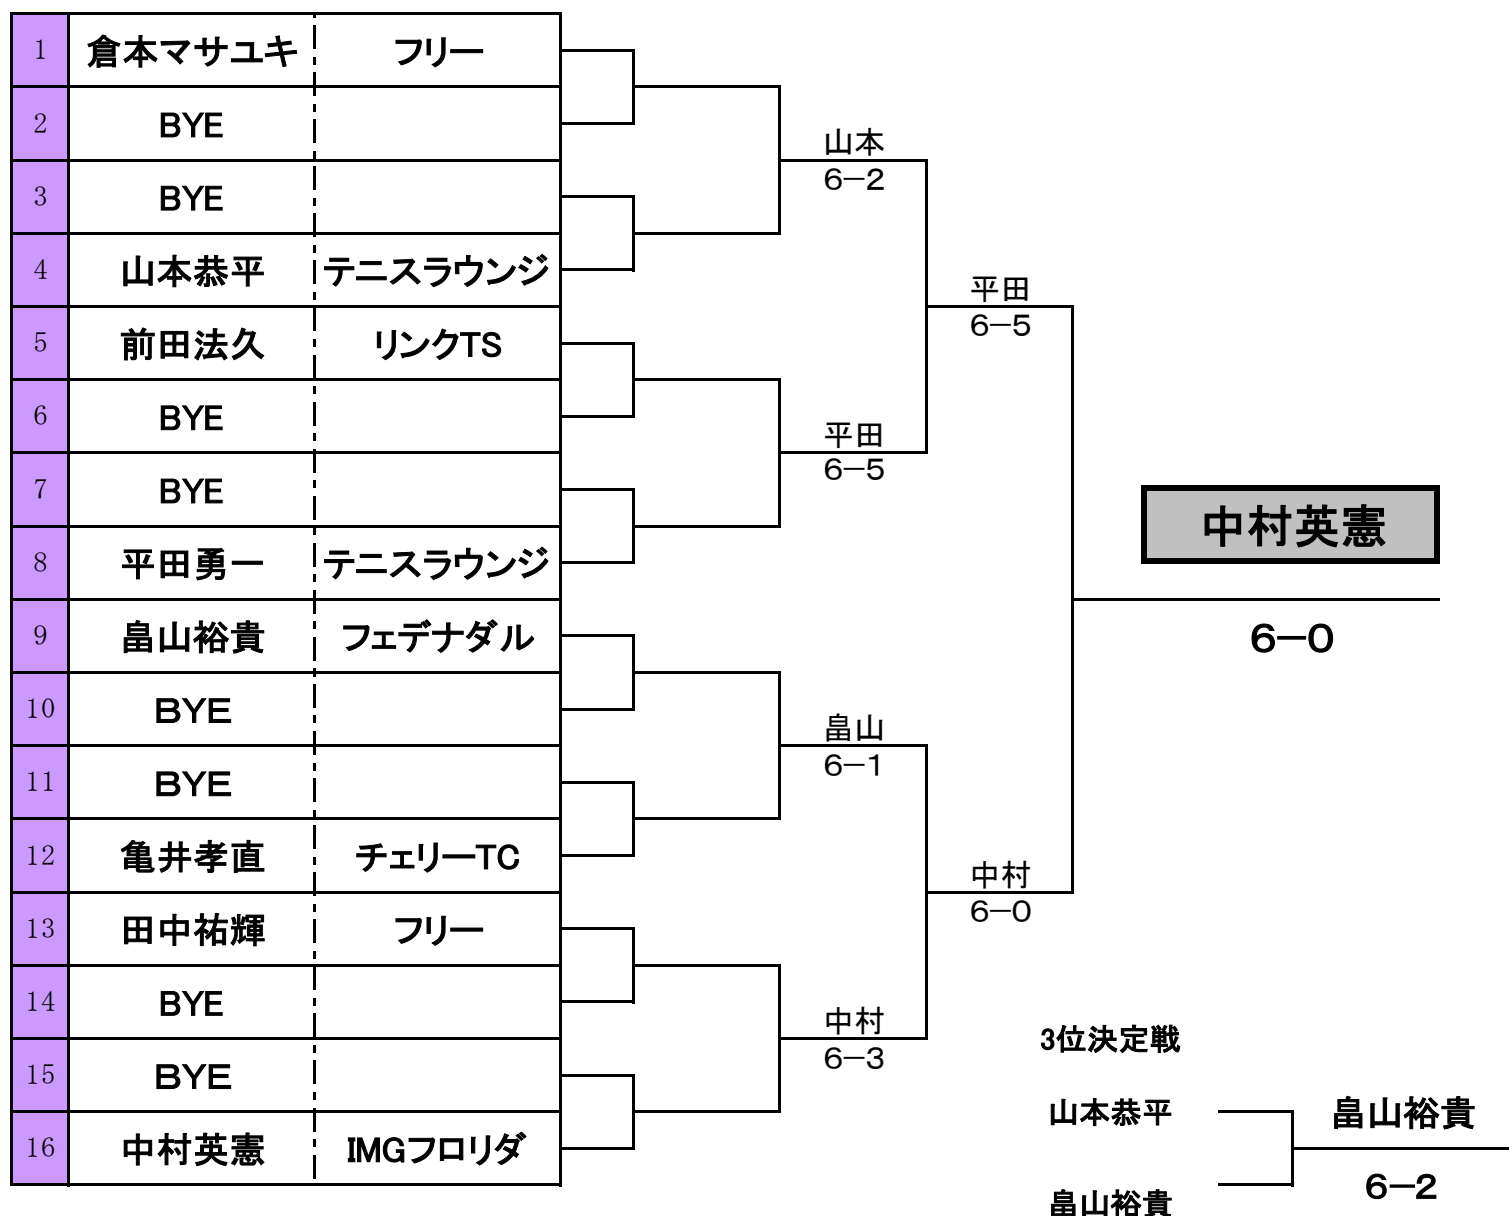 1 倉本マサユキ フリー
2 BYE
3 BYE
4 山本恭平 テニスラウンジ
5 前田法久 リンクTS
6 BYE
7 BYE
8 平田勇一 テニスラウンジ
9 畠山裕貴 フェデナダル
10 BYE
11 BYE
12 亀井孝直 チェリーTC
13 田中祐輝 フリー
14 BYE
15 BYE
16 中村英憲 IMGフロリダ
山本
6-2
平田
6-5
畠山
6-1
中村
6-3
平田
6-5
中村
6-0
中村英憲
6-0
3位決定戦
山本恭平
畠山裕貴
畠山裕貴
6-2